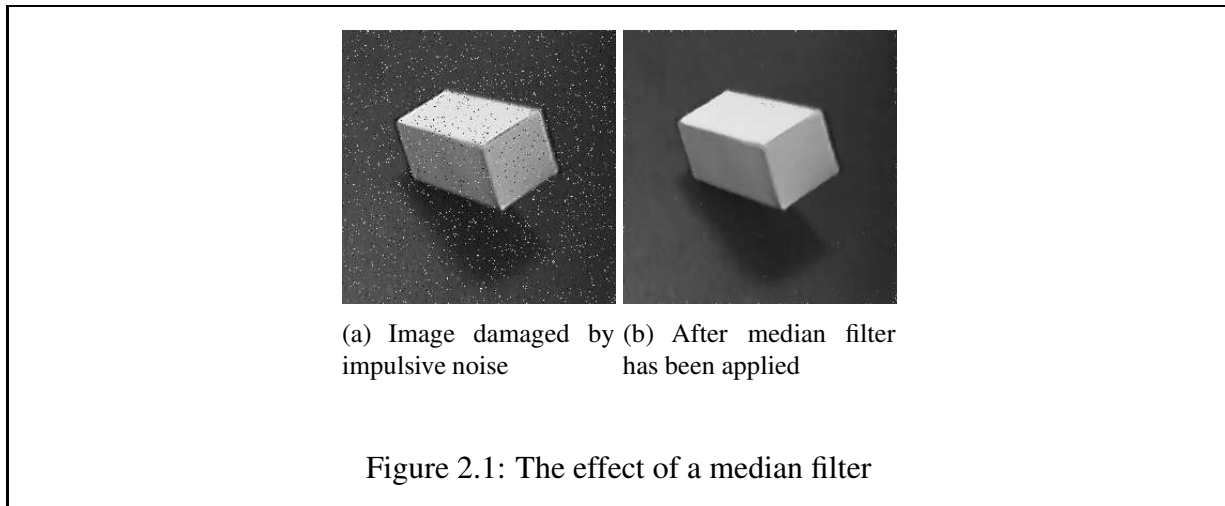 (a) Image damaged by
impulsive noise
(b) After median filter
has been applied
Figure 2.1: The effect of a median filter